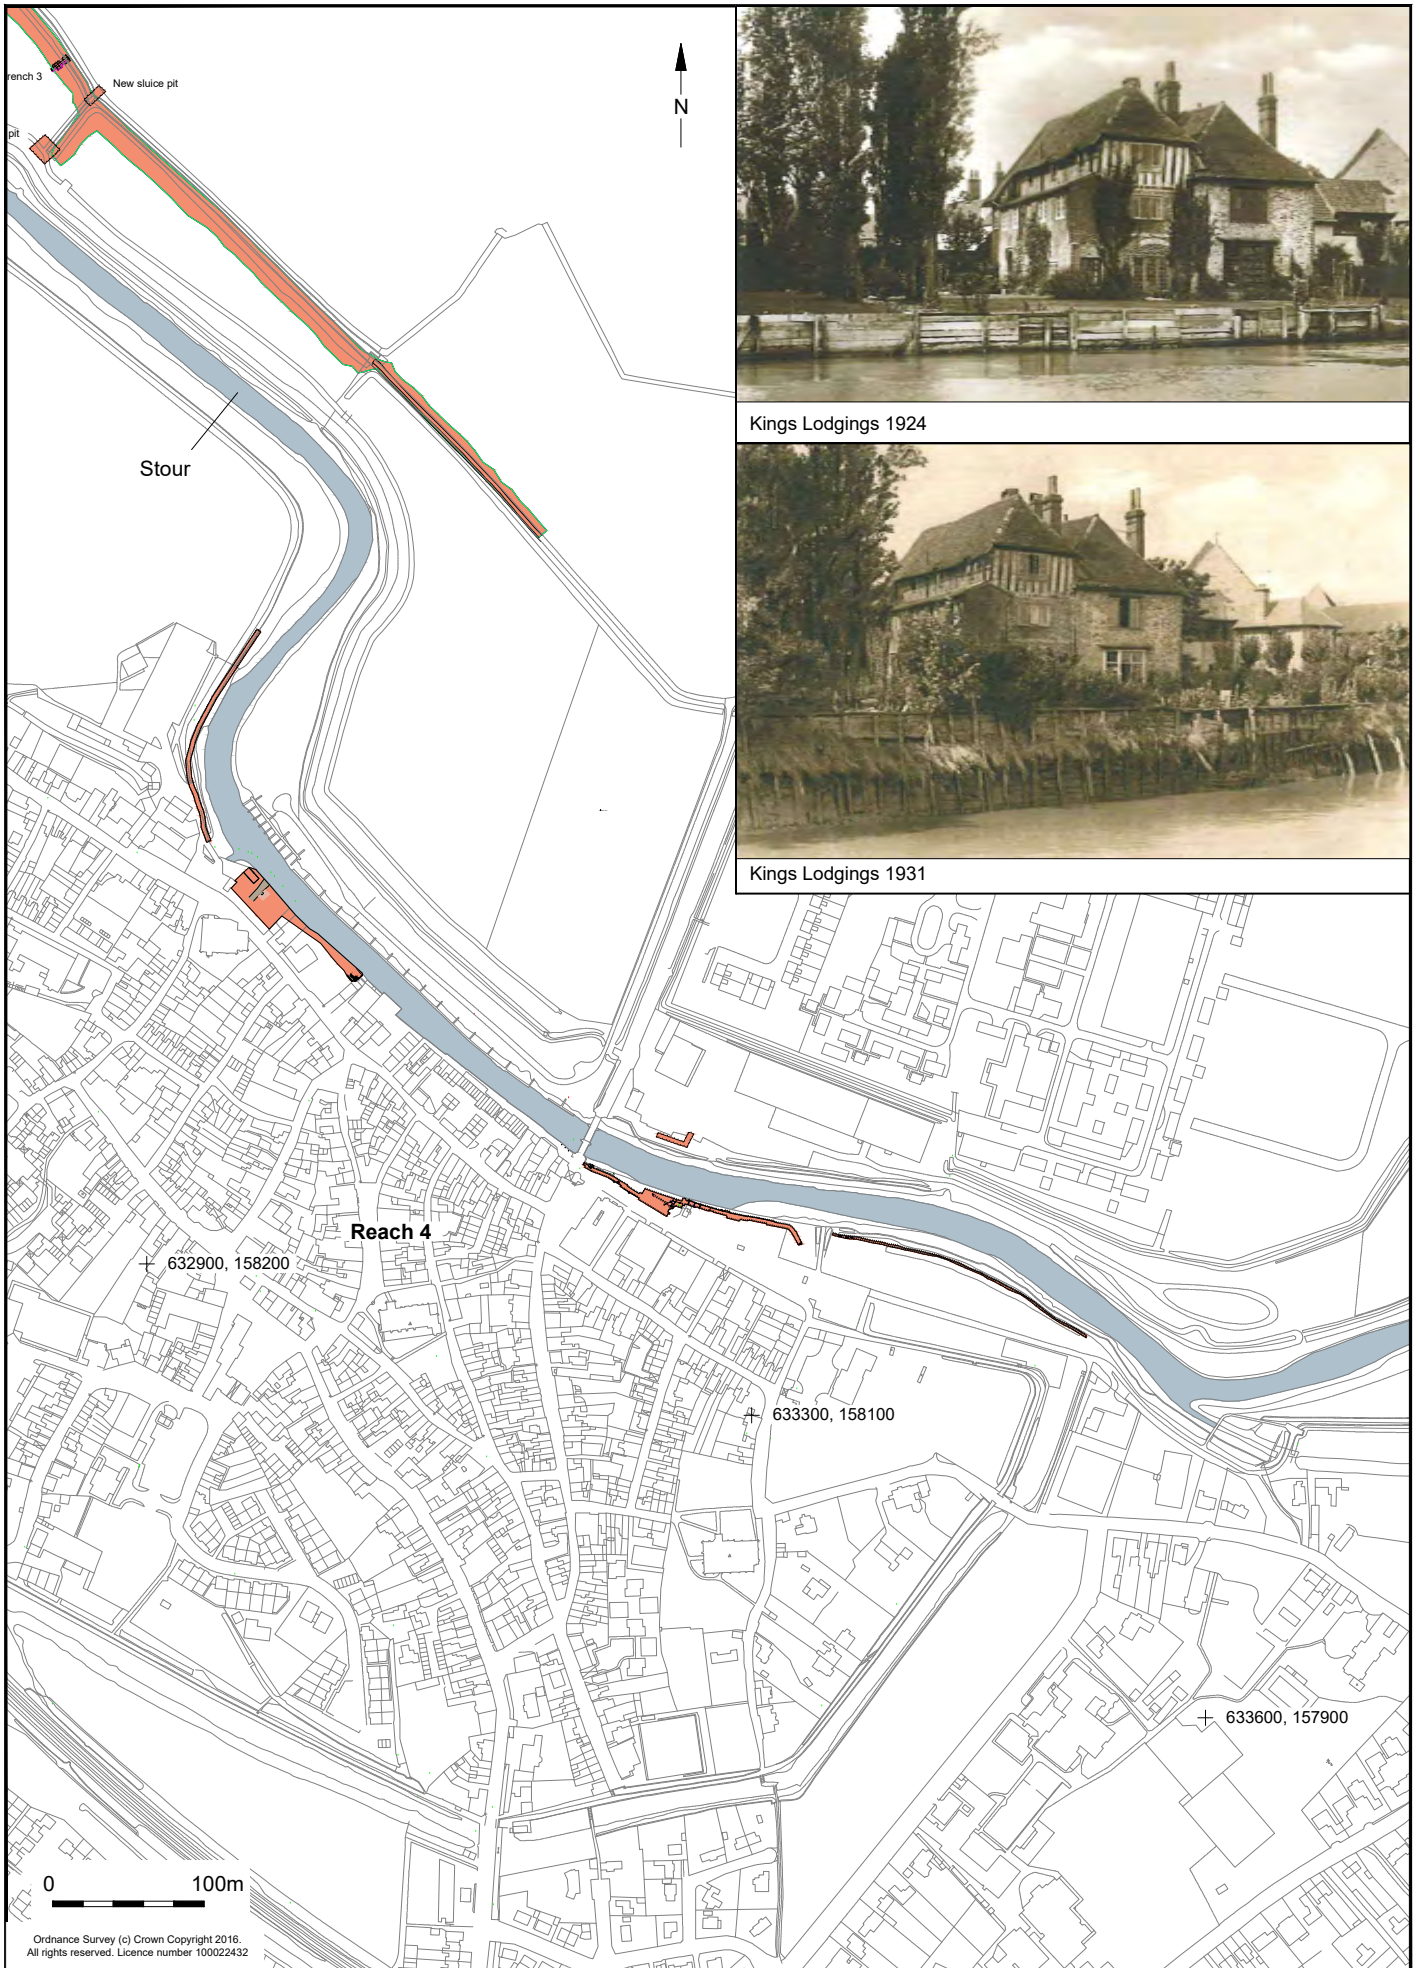 rench 3
New sluice pit
pit
N
Kings Lodgings 1924
Stour
Kings Lodgings 1931
Reach 4
632900, 158200
633300, 158100
633600, 157900
0 100m
Ordnance Survey (c) Crown Copyright 2016.
All rights reserved. Licence number 100022432